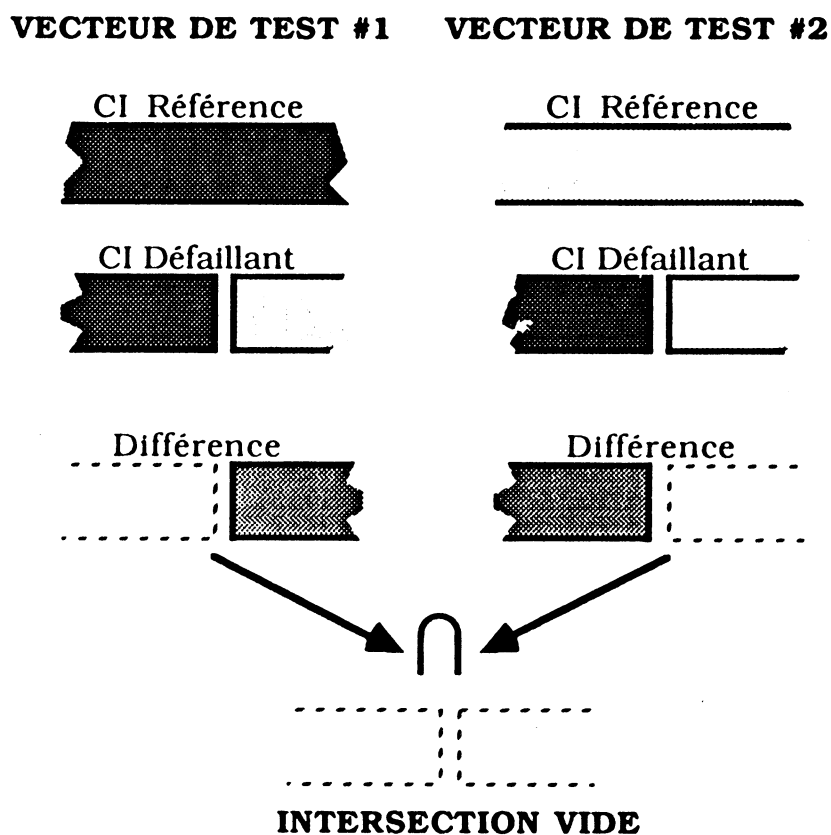 VECTEUR DE TEST #1 VECTEUR DE TEST #2
CI Référence CI Référence
CI Défaillant CI Défaillant
Différence Différence
INTERSECTION VIDE